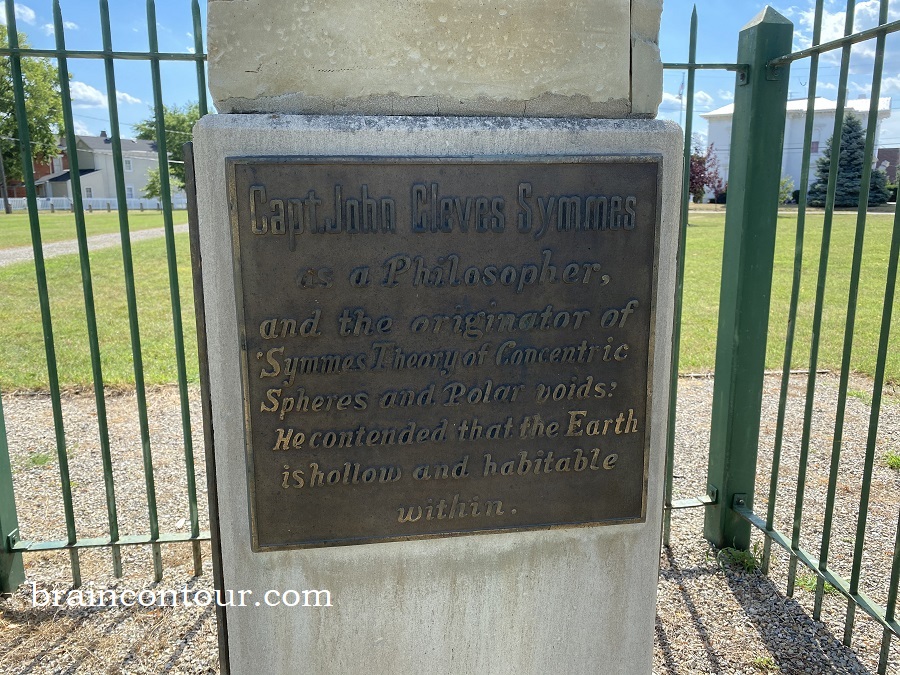 Capt. John Cleves Symmes
as a Philosopher,
and the originator of
'Symmes Theory of Concentric
Spheres and Polar voids:
He contended that the Earth
is hollow and habitable
within.
braincontour.com